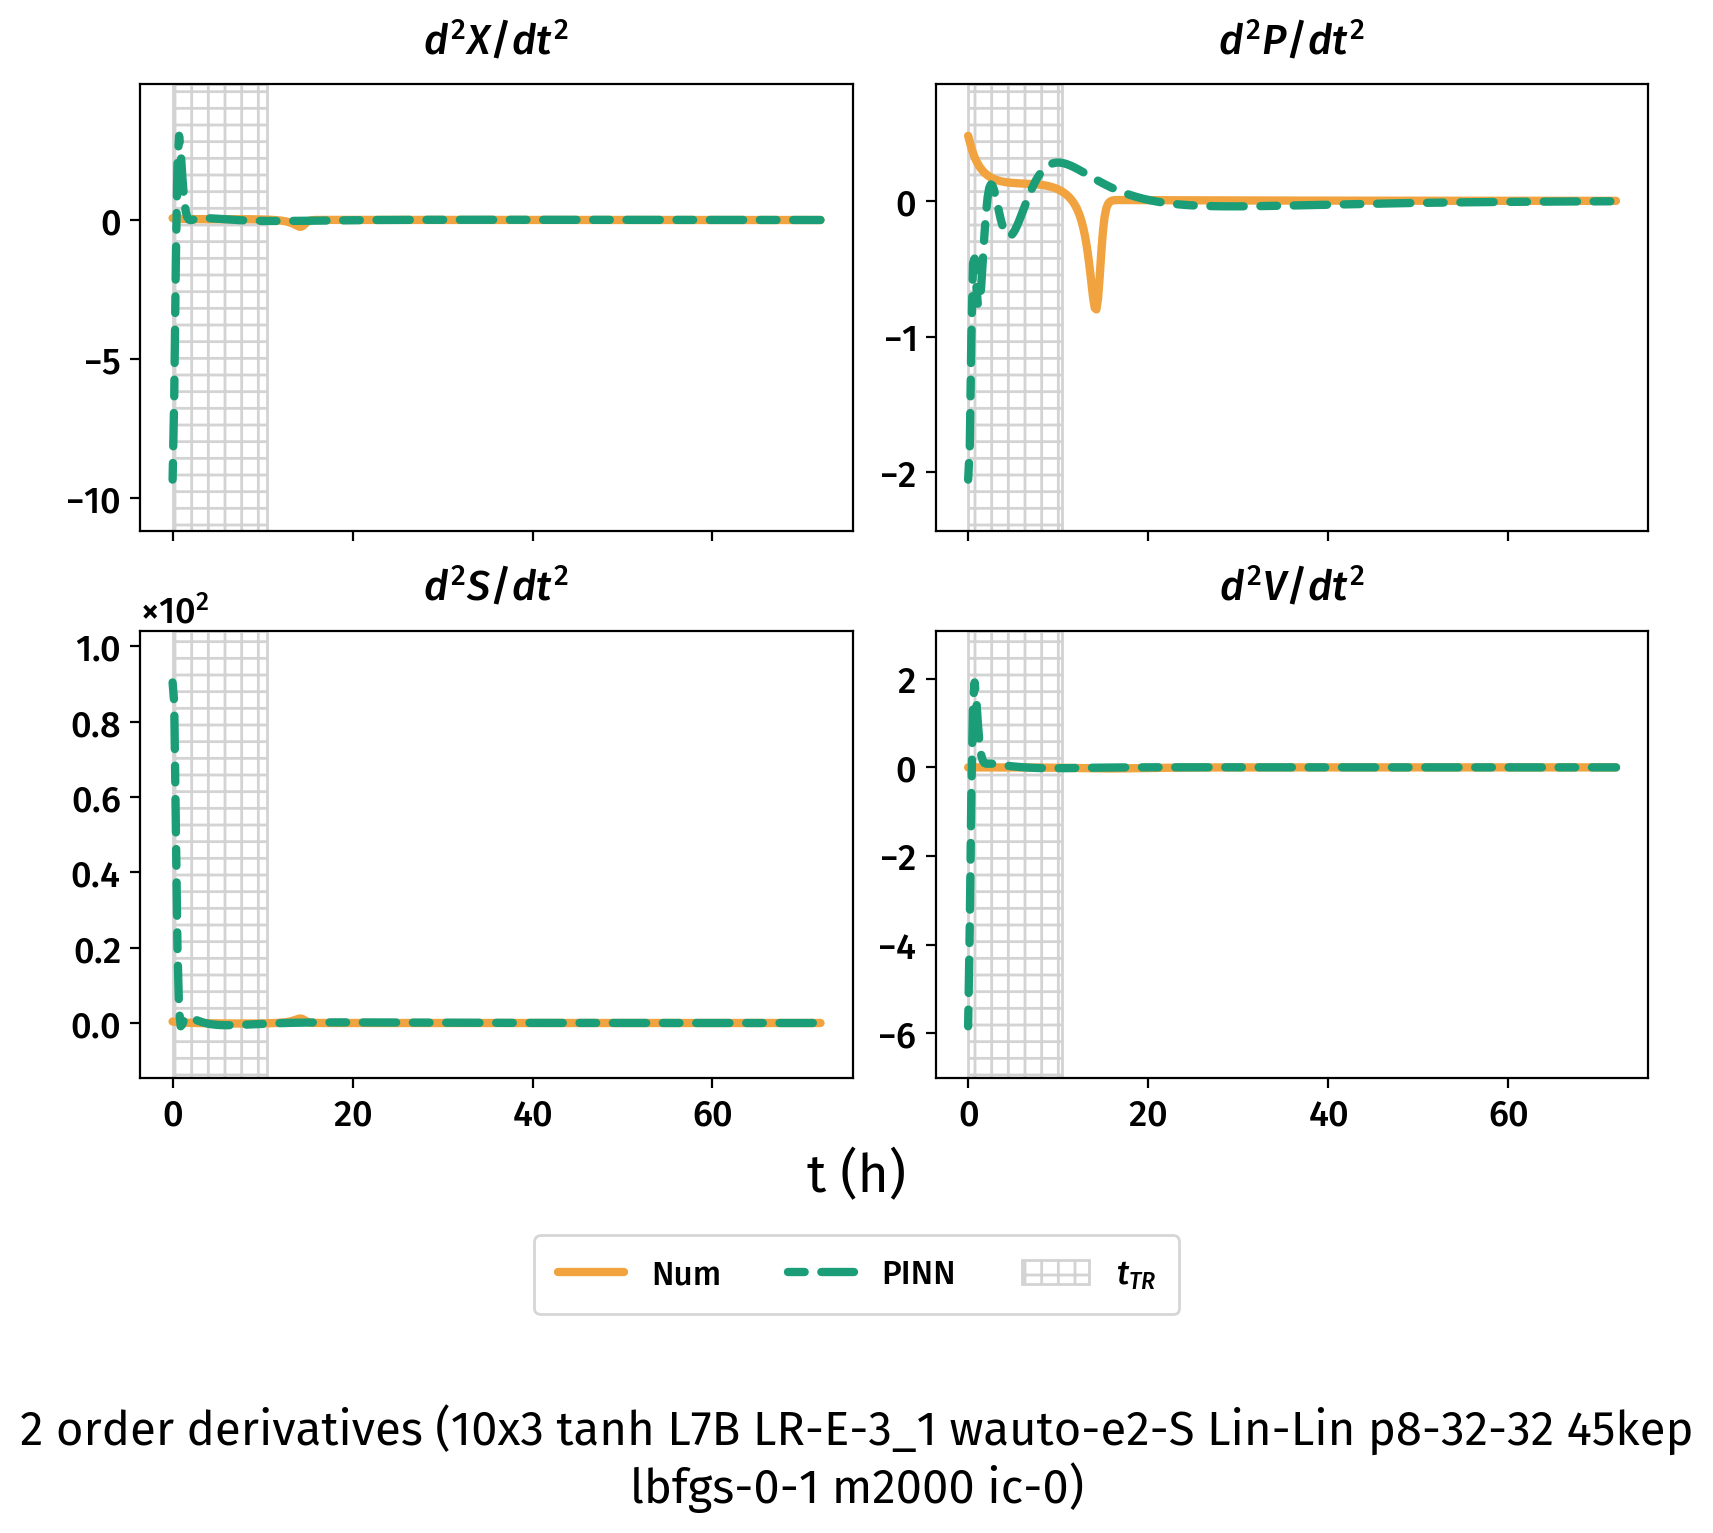 d²X/dt²
d²P/dt²
0
−5
−10
0
−1
−2
d²S/dt²
d²V/dt²
×10²
1.0
0.8
0.6
0.4
0.2
0.0
2
0
−2
−4
−6
0 20 40 60
0 20 40 60
t (h)
Num PINN t_TR
2 order derivatives (10x3 tanh L7B LR-E-3_1 wauto-e2-S Lin-Lin p8-32-32 45kep
lbfgs-0-1 m2000 ic-0)